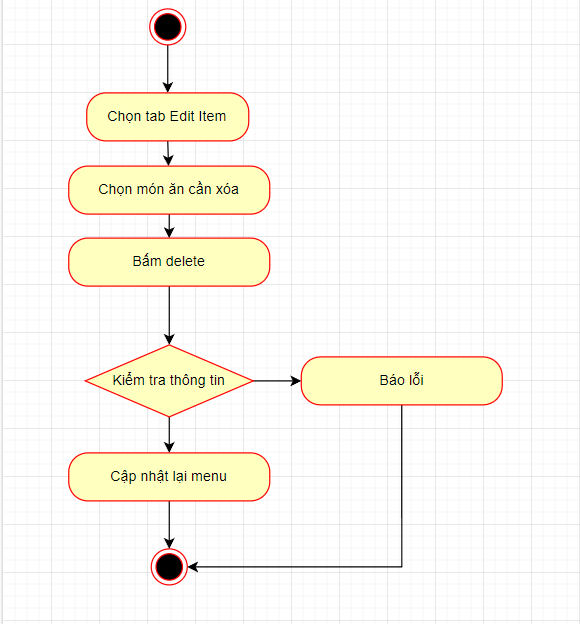 Chọn tab Edit Item
Chọn món ăn cần xóa
Bấm delete
Kiểm tra thông tin
Báo lỗi
Cập nhật lại menu